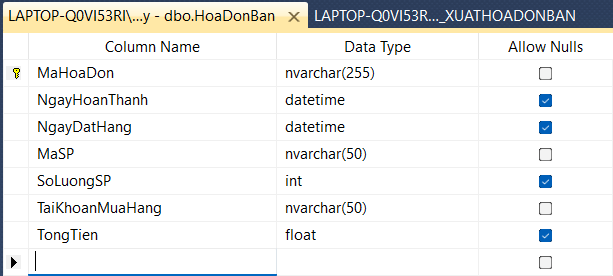 LAPTOP-Q0VI53RI\...y - dbo.HoaDonBan LAPTOP-Q0VI53R..._XUATHOADONBAN
Column Name Data Type Allow Nulls
MaHoaDon nvarchar(255)
NgayHoanThanh datetime
NgayDatHang datetime
MaSP nvarchar(50)
SoLuongSP int
TaiKhoanMuaHang nvarchar(50)
TongTien float